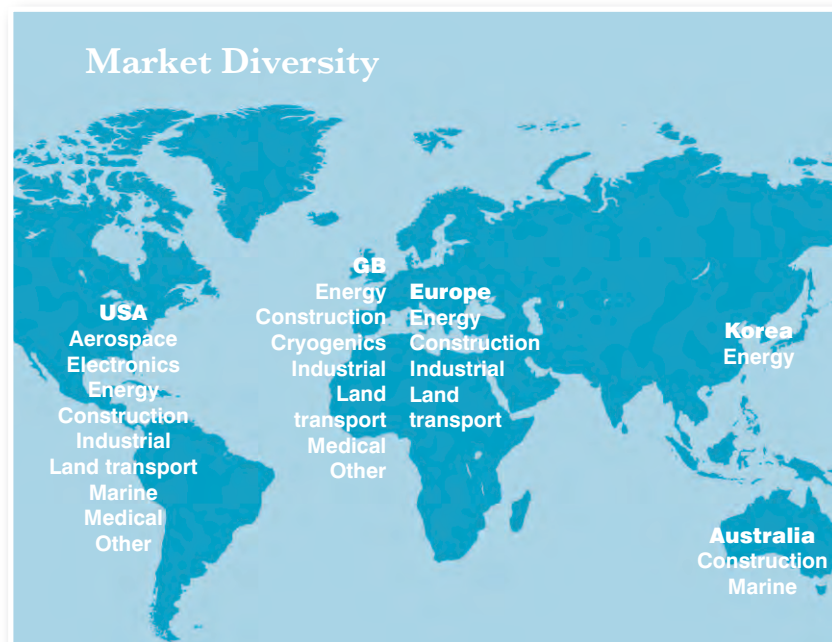 Market Diversity
USA
Aerospace
Electronics
Energy
Construction
Industrial
Land transport
Marine
Medical
Other
GB
Energy
Construction
Cryogenics
Industrial
Land
transport
Medical
Other
Europe
Energy
Construction
Industrial
Land
transport
Korea
Energy
Australia
Construction
Marine